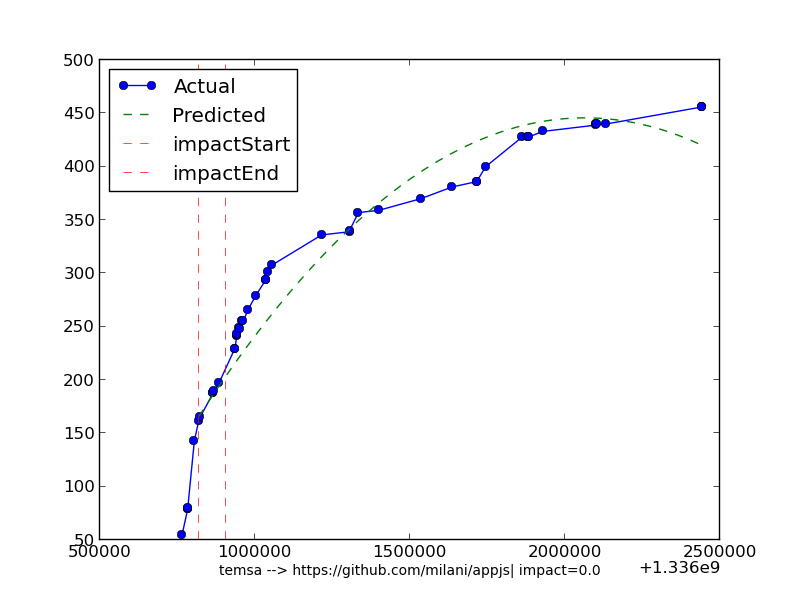 500
450
400
350
300
250
200
150
100
50
Actual
Predicted
impactStart
impactEnd
500000 1000000 1500000 2000000 2500000
+1.336e9
temsa --> https://github.com/milani/appjs| impact=0.0